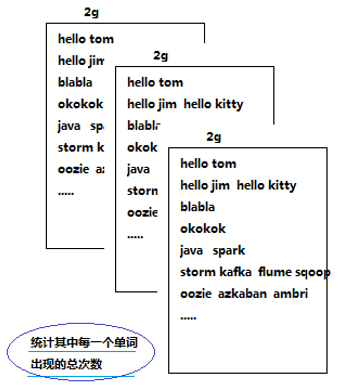 2g
hello tom
hello jim
blabla
okokok
java sp
storm k
oozie az
.....
2g
hello tom
hello jim hello kitty
blabla
okok
java
storm
oozie
.....
2g
hello tom
hello jim hello kitty
blabla
okokok
java spark
storm kafka flume sqoop
oozie azkaban ambri
.....
统计其中每一个单词
出现的总次数